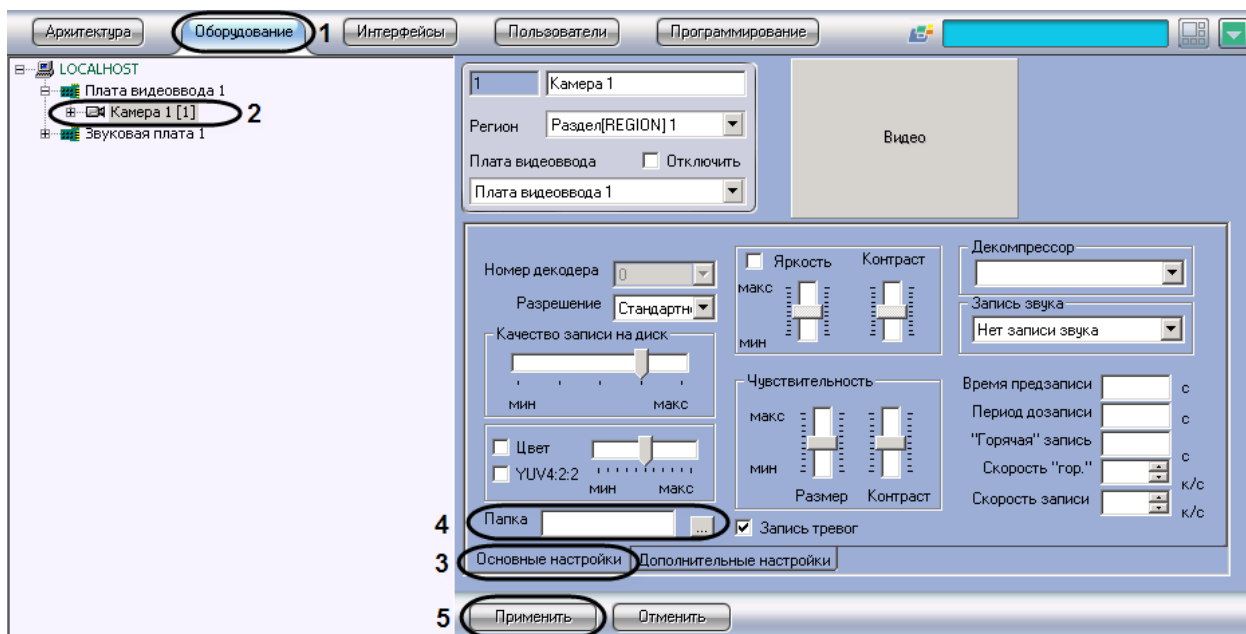 Архитектура Оборудование 1 Интерфейсы Пользователи Программирование
LOCALHOST
Плата видеоввода 1
Камера 1 [1] 2
Звуковая плата 1
1 Камера 1
Регион Раздел[REGION] 1
Плата видеоввода Отключить
Плата видеоввода 1
Видео
Номер декодера 0
Разрешение Стандартн
Качество записи на диск
мин макс
Цвет
YUV4:2:2
мин макс
4 Папка ...
Яркость Контраст
макс
мин
Чувствительность
макс
мин
Размер Контраст
Запись тревог
Декомпрессор
Запись звука
Нет записи звука
Время предзаписи с
Период дозаписи с
"Горячая" запись с
Скорость "гор." к/с
Скорость записи к/с
3 Основные настройки Дополнительные настройки
5 Применить Отменить